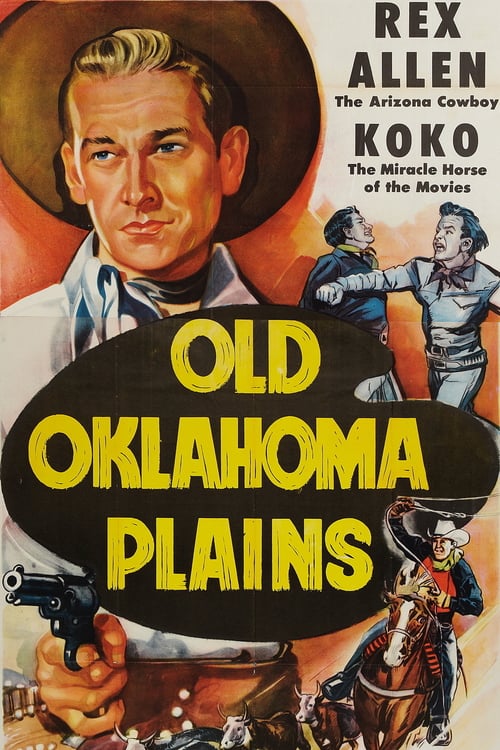 REX
ALLEN
The Arizona Cowboy
KOKO
The Miracle Horse
of the Movies
OLD
OKLAHOMA
PLAINS